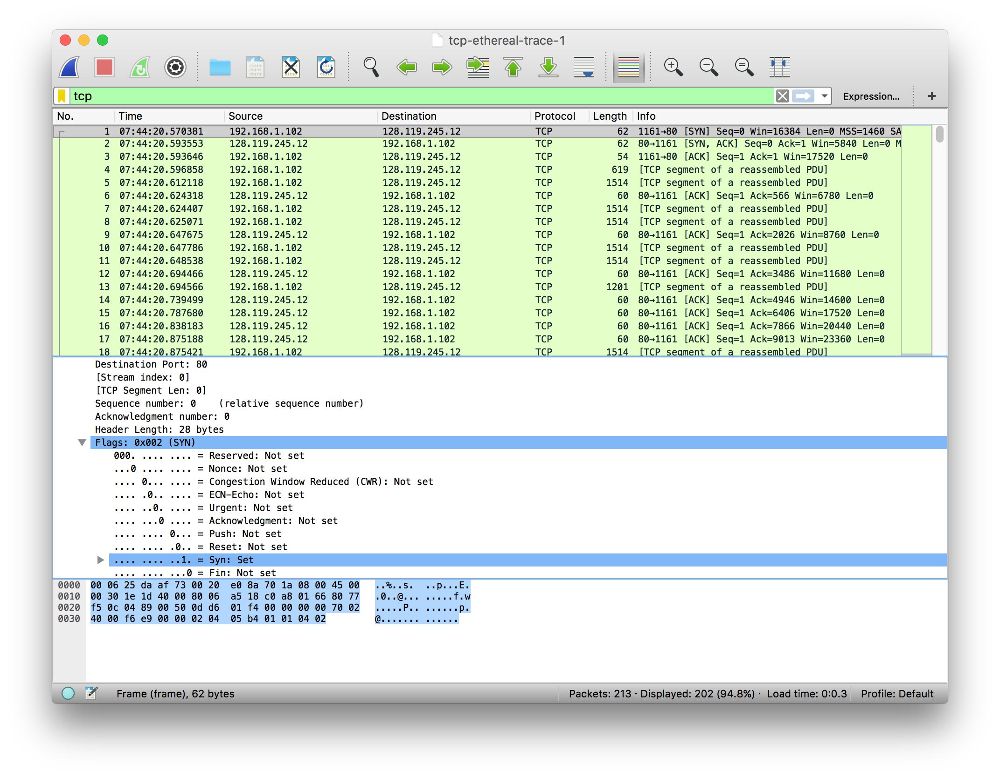 tcp-ethereal-trace-1
tcp
Expression...
+
No. Time Source Destination Protocol Length Info
1 07:44:20.570381 192.168.1.102 128.119.245.12 TCP 62 1161→80 [SYN] Seq=0 Win=16384 Len=0 MSS=1460 SA
2 07:44:20.593553 128.119.245.12 192.168.1.102 TCP 62 80→1161 [SYN, ACK] Seq=0 Ack=1 Win=5840 Len=0 M
3 07:44:20.593646 192.168.1.102 128.119.245.12 TCP 54 1161→80 [ACK] Seq=1 Ack=1 Win=17520 Len=0
4 07:44:20.596858 192.168.1.102 128.119.245.12 TCP 619 [TCP segment of a reassembled PDU]
5 07:44:20.612118 192.168.1.102 128.119.245.12 TCP 1514 [TCP segment of a reassembled PDU]
6 07:44:20.624318 128.119.245.12 192.168.1.102 TCP 60 80→1161 [ACK] Seq=1 Ack=566 Win=6780 Len=0
7 07:44:20.624407 192.168.1.102 128.119.245.12 TCP 1514 [TCP segment of a reassembled PDU]
8 07:44:20.625071 192.168.1.102 128.119.245.12 TCP 1514 [TCP segment of a reassembled PDU]
9 07:44:20.647675 128.119.245.12 192.168.1.102 TCP 60 80→1161 [ACK] Seq=1 Ack=2026 Win=8760 Len=0
10 07:44:20.647786 192.168.1.102 128.119.245.12 TCP 1514 [TCP segment of a reassembled PDU]
11 07:44:20.648538 192.168.1.102 128.119.245.12 TCP 1514 [TCP segment of a reassembled PDU]
12 07:44:20.694466 128.119.245.12 192.168.1.102 TCP 60 80→1161 [ACK] Seq=1 Ack=3486 Win=11680 Len=0
13 07:44:20.694566 192.168.1.102 128.119.245.12 TCP 1201 [TCP segment of a reassembled PDU]
14 07:44:20.739499 128.119.245.12 192.168.1.102 TCP 60 80→1161 [ACK] Seq=1 Ack=4946 Win=14600 Len=0
15 07:44:20.787680 128.119.245.12 192.168.1.102 TCP 60 80→1161 [ACK] Seq=1 Ack=6406 Win=17520 Len=0
16 07:44:20.838183 128.119.245.12 192.168.1.102 TCP 60 80→1161 [ACK] Seq=1 Ack=7866 Win=20440 Len=0
17 07:44:20.875188 128.119.245.12 192.168.1.102 TCP 60 80→1161 [ACK] Seq=1 Ack=9013 Win=23360 Len=0
18 07:44:20.875421 192.168.1.102 128.119.245.12 TCP 1514 [TCP segment of a reassembled PDU]
Destination Port: 80
[Stream index: 0]
[TCP Segment Len: 0]
Sequence number: 0    (relative sequence number)
Acknowledgment number: 0
Header Length: 28 bytes
Flags: 0x002 (SYN)
000. .... .... = Reserved: Not set
...0 .... .... = Nonce: Not set
.... 0... .... = Congestion Window Reduced (CWR): Not set
.... .0.. .... = ECN-Echo: Not set
.... ..0. .... = Urgent: Not set
.... ...0 .... = Acknowledgment: Not set
.... .... 0... = Push: Not set
.... .... .0.. = Reset: Not set
.... .... ..1. = Syn: Set
.... .... ...0 = Fin: Not set
0000 00 06 25 da af 73 00 20 e0 8a 70 1a 08 00 45 00 ..%..s. ..p...E.
0010 00 30 1e 1d 40 00 80 06 a5 18 c0 a8 01 66 80 77 .0..@... .....f.w
0020 f5 0c 04 89 00 50 0d d6 01 f4 00 00 00 00 70 02 .....P.. ......p.
0030 40 00 f6 e9 00 00 02 04 05 b4 01 01 04 02 @....... ......
Frame (frame), 62 bytes
Packets: 213 · Displayed: 202 (94.8%) · Load time: 0:0.3
Profile: Default